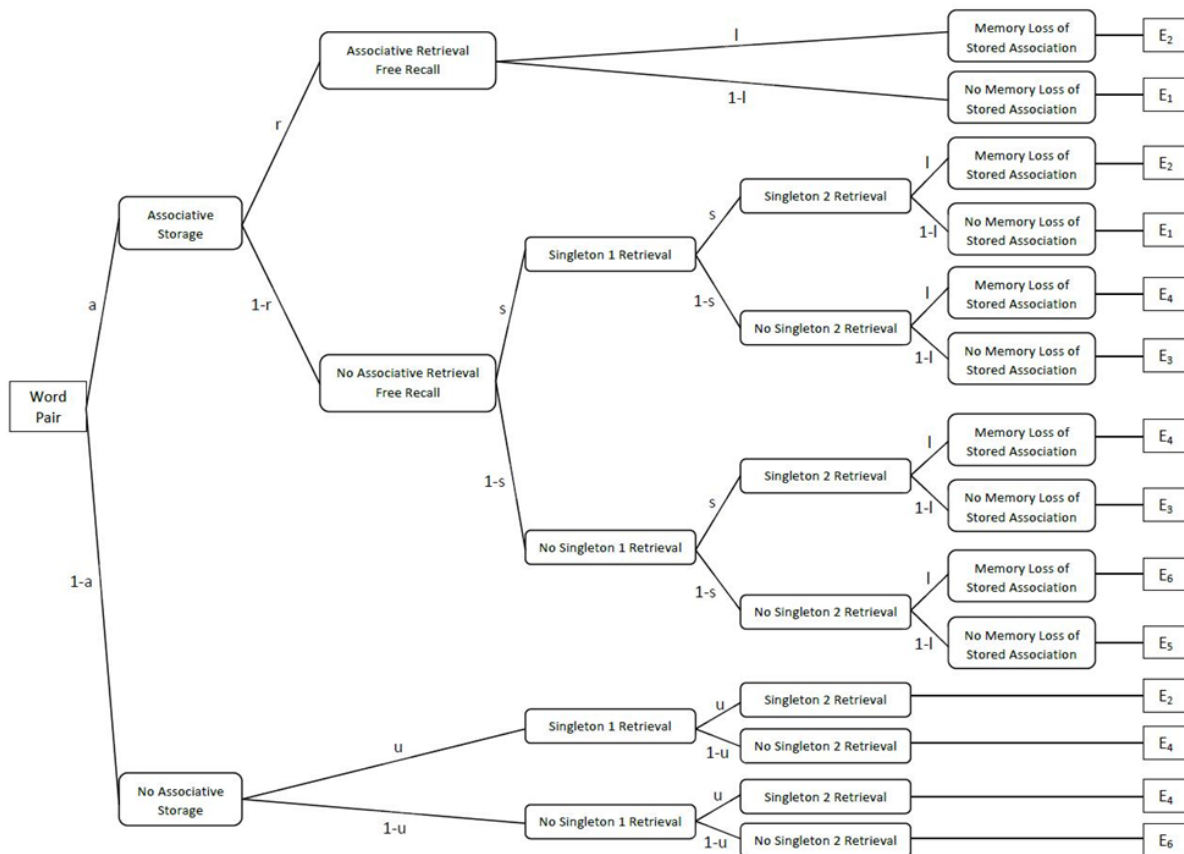 Word
Pair
a
1-a
Associative
Storage
No Associative
Storage
r
1-r
Associative Retrieval
Free Recall
No Associative Retrieval
Free Recall
l
1-l
Memory Loss of
Stored Association
E2
No Memory Loss of
Stored Association
E1
s
1-s
Singleton 1 Retrieval
s
1-s
Singleton 2 Retrieval
l
1-l
Memory Loss of
Stored Association
E2
No Memory Loss of
Stored Association
E1
No Singleton 2 Retrieval
l
1-l
Memory Loss of
Stored Association
E4
No Memory Loss of
Stored Association
E3
No Singleton 1 Retrieval
s
1-s
Singleton 2 Retrieval
l
1-l
Memory Loss of
Stored Association
E4
No Memory Loss of
Stored Association
E3
No Singleton 2 Retrieval
l
1-l
Memory Loss of
Stored Association
E6
No Memory Loss of
Stored Association
E5
u
1-u
Singleton 1 Retrieval
u
1-u
Singleton 2 Retrieval
E2
No Singleton 2 Retrieval
E4
No Singleton 1 Retrieval
u
1-u
Singleton 2 Retrieval
E4
No Singleton 2 Retrieval
E6